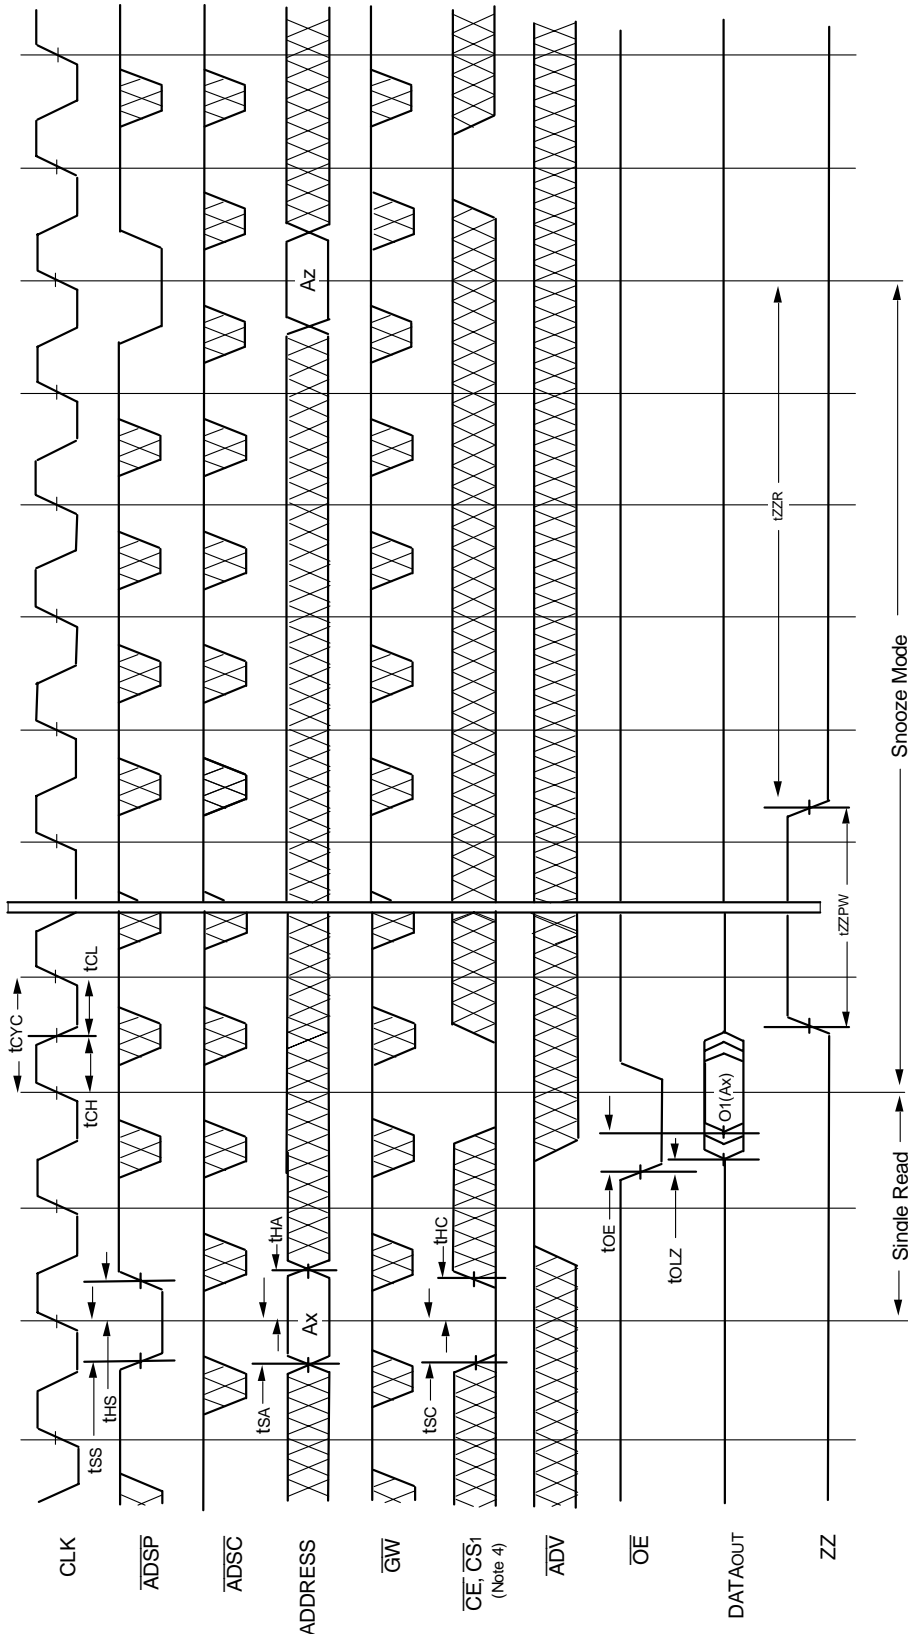 tCYC
tCH
tCL
tSS
tHS
CLK
ADSP
ADSC
tSA
tHA
Ax
Az
ADDRESS
GW
tSC
tHC
CE, CS1
(Note 4)
ADV
tOE
tOLZ
OE
O1(Ax)
DATAOUT
tZZR
tZZPW
ZZ
Single Read
Snooze Mode